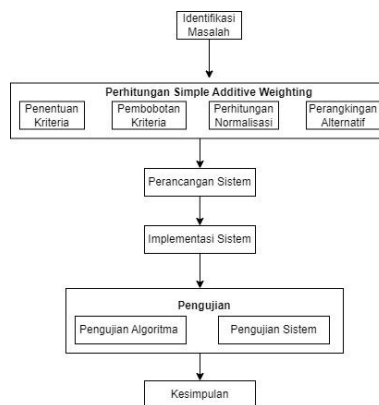 Identifikasi
Masalah
Perhitungan Simple Additive Weighting
Penentuan
Kriteria
Pembobotan
Kriteria
Perhitungan
Normalisasi
Perangkingan
Alternatif
Perancangan Sistem
Implementasi Sistem
Pengujian
Pengujian Algoritma
Pengujian Sistem
Kesimpulan